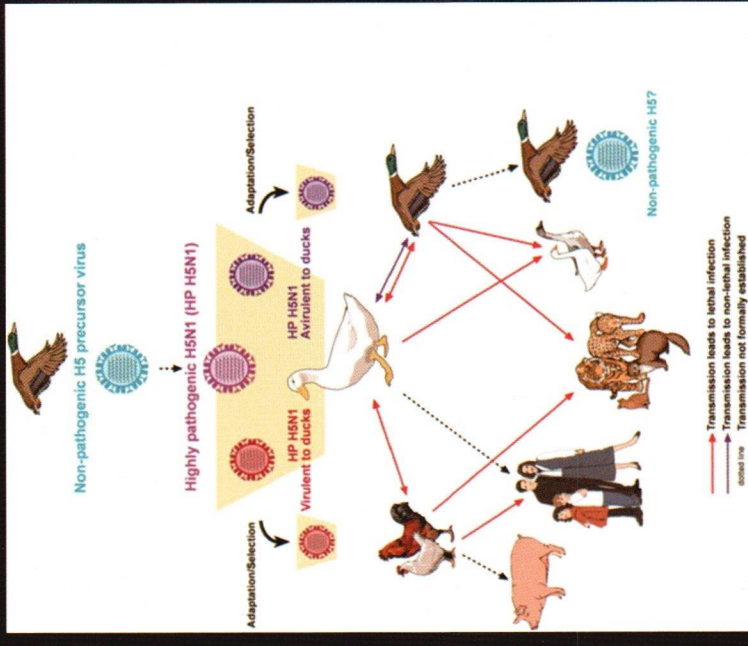 Non-pathogenic H5 precursor virus
Highly pathogenic H5N1 (HP H5N1)
Adaptation/Selection
Adaptation/Selection
HP H5N1
Virulent to ducks
HP H5N1
Avirulent to ducks
Non-pathogenic H5?
Transmission leads to lethal infection
Transmission leads to non-lethal infection
doted line
Transmission not formally established